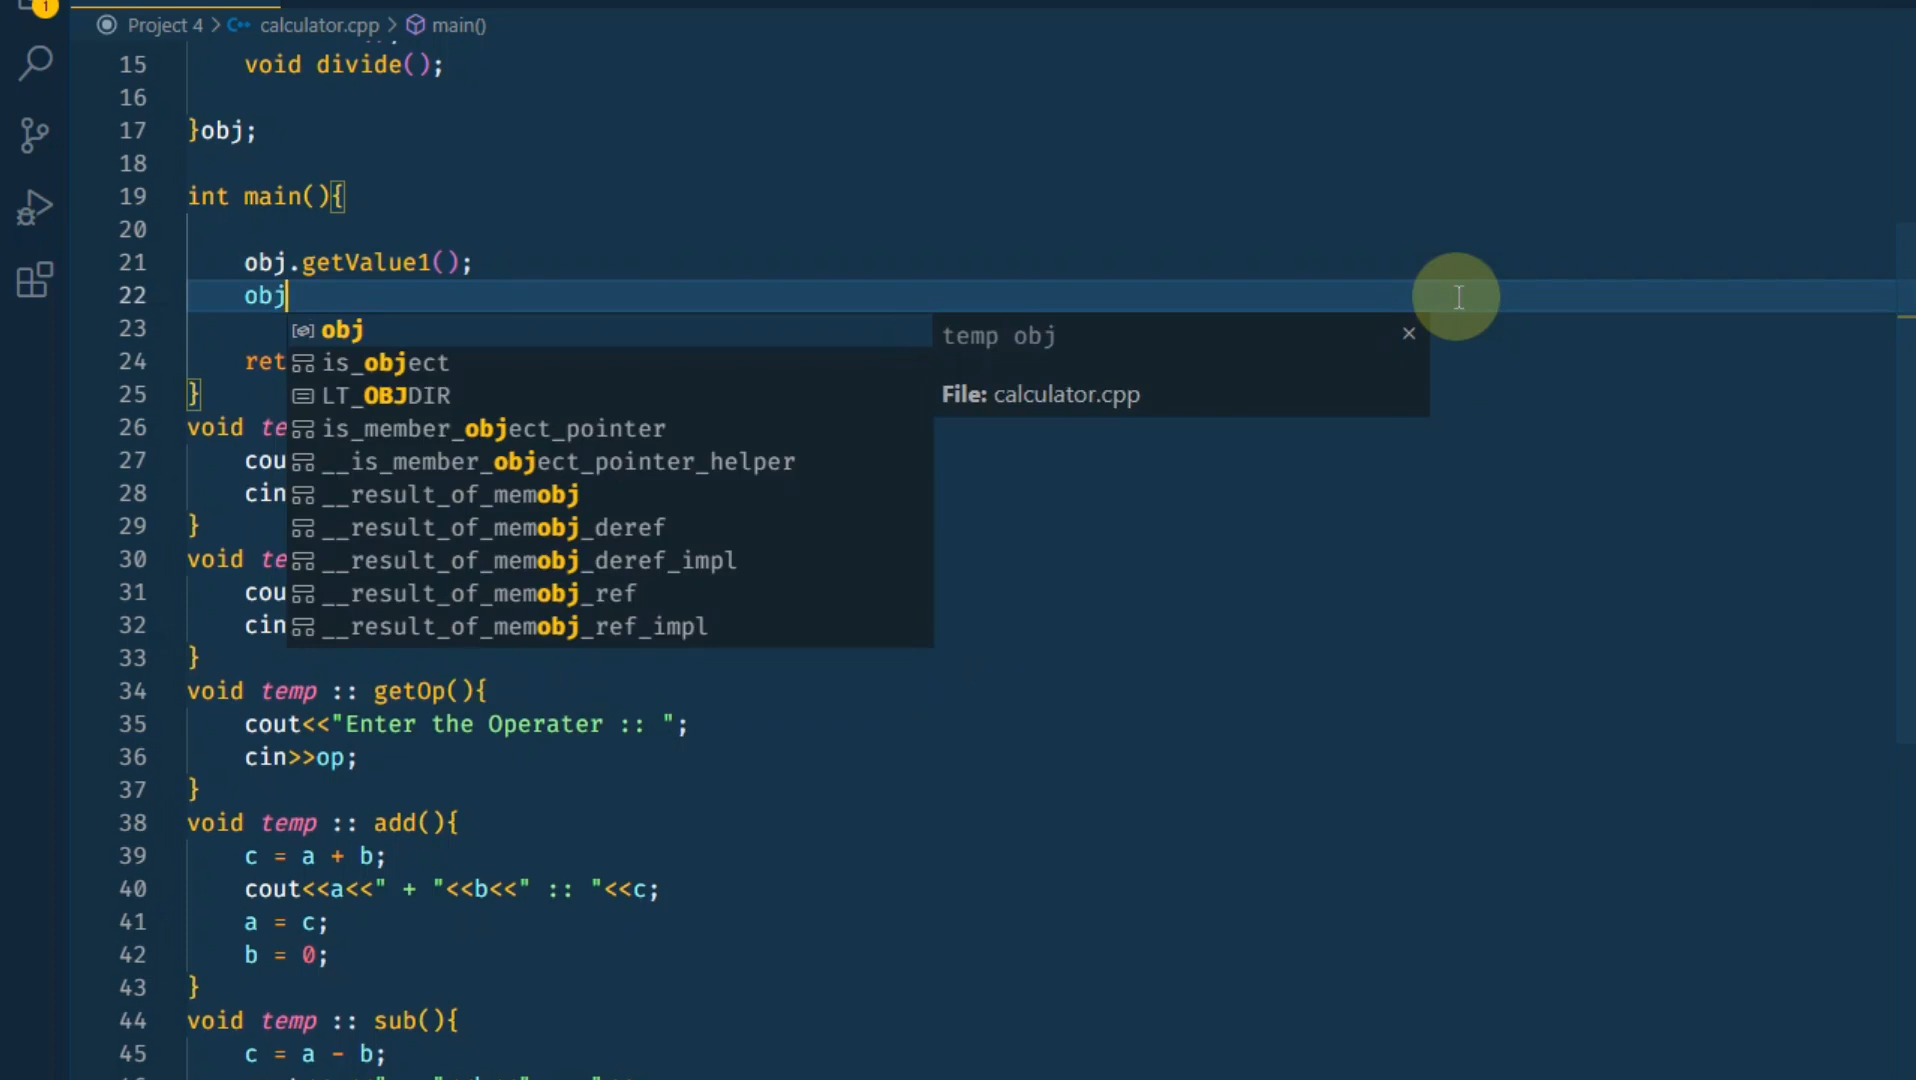 1
Project 4 > C++ calculator.cpp > main()
15 void divide();
16
17 }obj;
18
19 int main(){
20
21 obj.getValue1();
22 obj
23
24 ret
25 }
26 void te
27 cou
28 cin
29 }
30 void te
31 cou
32 cin
33 }
obj
is_object
LT_OBJDIR
is_member_object_pointer
__is_member_object_pointer_helper
__result_of_memobj
__result_of_memobj_deref
__result_of_memobj_deref_impl
__result_of_memobj_ref
__result_of_memobj_ref_impl
temp obj
File: calculator.cpp
34 void temp :: getOp(){
35 cout<<"Enter the Operater :: ";
36 cin>>op;
37 }
38 void temp :: add(){
39 c = a + b;
40 cout<<a<<" + "<<b<<" :: "<<c;
41 a = c;
42 b = 0;
43 }
44 void temp :: sub(){
45 c = a - b;